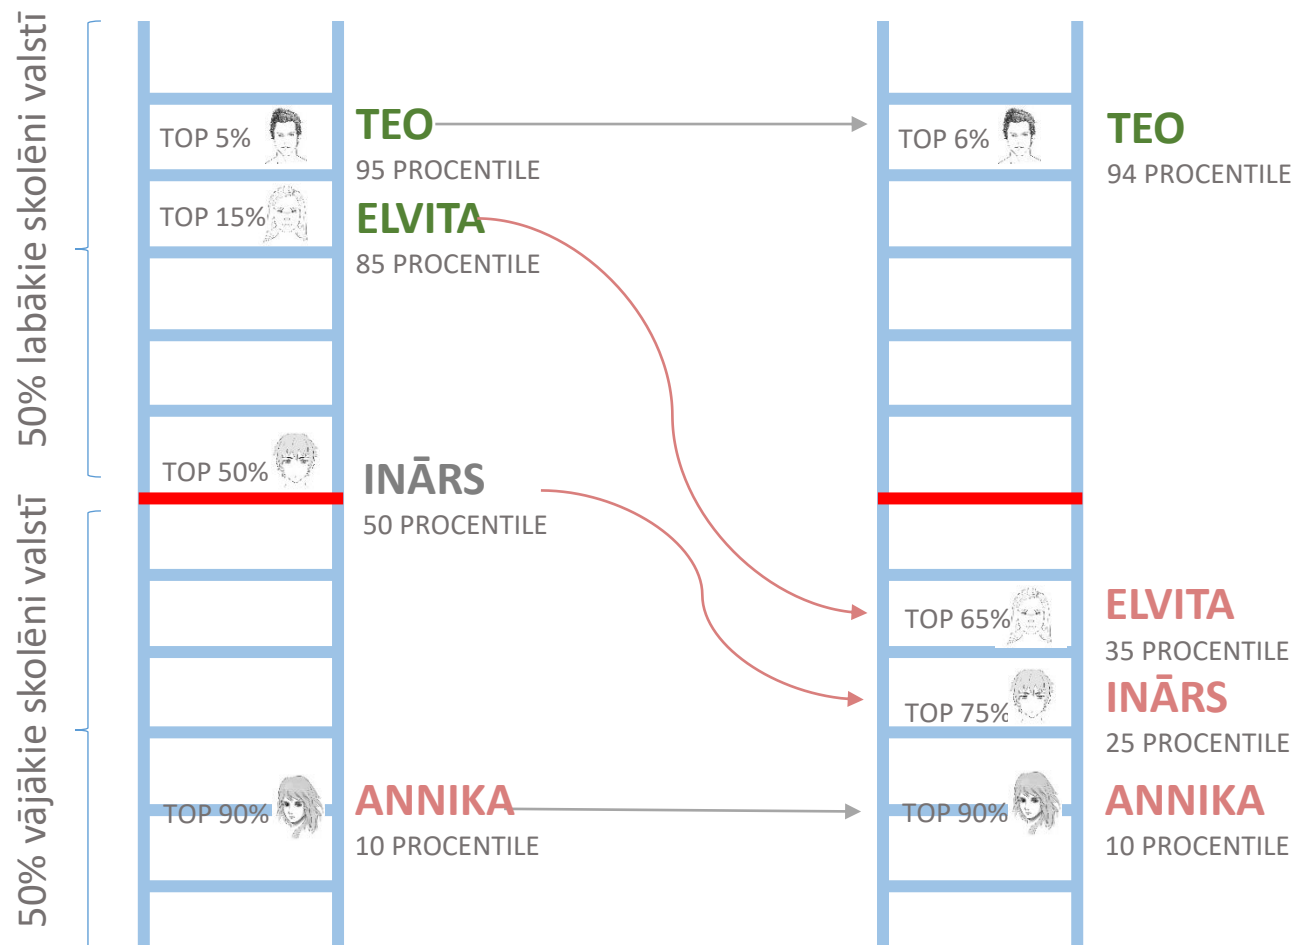 50% labākie skolēni valstī
50% vājākie skolēni valstī
TOP 5%
TEO
95 PROCENTILE
TOP 15%
ELVITA
85 PROCENTILE
TOP 50%
INĀRS
50 PROCENTILE
TOP 90%
ANNIKA
10 PROCENTILE
TOP 6%
TEO
94 PROCENTILE
TOP 65%
ELVITA
35 PROCENTILE
TOP 75%
INĀRS
25 PROCENTILE
TOP 90%
ANNIKA
10 PROCENTILE